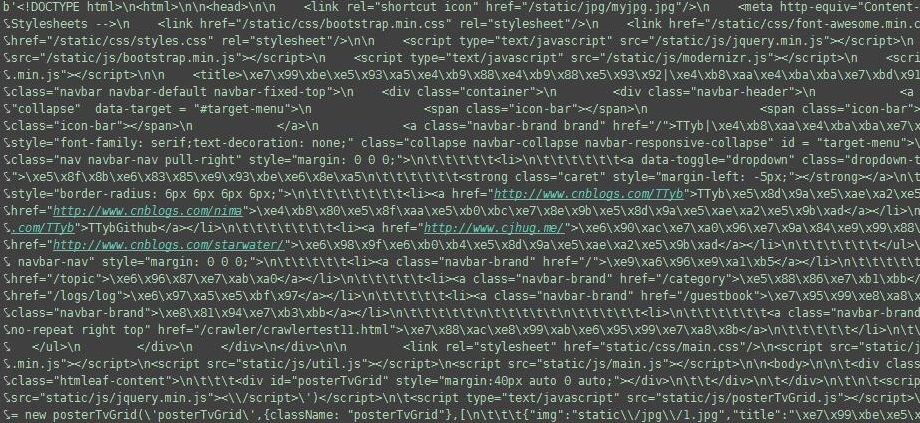 b'<!DOCTYPE html>\n<html>\n\n<head>\n\n    <link rel="shortcut icon" href="/static/jpg/myjpg.jpg"/>\n    <meta http-equiv="Content-
%Stylesheets -->\n    <link href="/static/css/bootstrap.min.css" rel="stylesheet"/>\n    <link href="/static/css/font-awesome.min.c
%href="/static/css/styles.css" rel="stylesheet"/>\n\n    <script type="text/javascript" src="/static/js/jquery.min.js"></script>\n
%src="/static/js/bootstrap.min.js"></script>\n    <script type="text/javascript" src="/static/js/modernizr.js"></script>\n    <scri
%.min.js"></script>\n\n    <title>\xe7\x99\xbe\xe5\x93\xa5\xe4\xb9\x88\xe4\xb9\x88\xe5\x93\x92|\xe4\xb8\xaa\xe4\xba\xba\xe7\xbd\x91
%class="navbar navbar-default navbar-fixed-top">\n    <div class="container">\n        <div class="navbar-header">\n            <a
%"collapse"  data-target = "#target-menu">\n                <span class="icon-bar"></span>\n                <span class="icon-bar
%class="icon-bar"></span>\n            </a>\n            <a class="navbar-brand brand" href="/">TTyb|\xe4\xb8\xaa\xe4\xba\xba\xe7\x
%style="font-family: serif;text-decoration: none;" class="collapse navbar-collapse navbar-responsive-collapse" id = "target-menu">\
%class="nav navbar-nav pull-right" style="margin: 0 0 0;">\n\t\t\t\t\t\t<li>\n\t\t\t\t\t\t\t<a data-toggle="dropdown" class="dropdown-t
%">\xe5\x8f\x8b\xe6\x83\x85\xe9\x93\xbe\xe6\x8e\xa5\n\t\t\t\t\t\t\t\t<strong class="caret" style="margin-left: -5px;"></strong></a>\n\t
%style="border-radius: 6px 6px 6px 6px;">\n\t\t\t\t\t\t\t\t<li><a href="http://www.cnblogs.com/TTyb">TTyb\xe5\x8d\x9a\xe5\xae\xa2\xe5
%href="http://www.cnblogs.com/nima">\xe4\xb8\x80\xe5\x8f\xaa\xe5\xb0\xbc\xe7\x8e\x9b\xe5\x8d\x9a\xe5\xae\xa2\xe5\x9b\xad</a></li>\n
%.com/TTyb">TTybGithub</a></li>\n\t\t\t\t\t\t\t\t<li><a href="http://www.cjhug.me/">\xe6\x90\xac\xe7\xa0\x96\xe7\x9a\x84\xe9\x99\x88
%href="http://www.cnblogs.com/starwater/">\xe6\x98\x9f\xe6\xb0\xb4\xe5\x8d\x9a\xe5\xae\xa2\xe5\x9b\xad</a></li>\n\t\t\t\t\t\t\t</ul>
% navbar-nav" style="margin: 0 0 0;">\n\t\t\t\t\t\t<li><a class="navbar-brand" href="/">\xe9\xa6\x96\xe9\xa1\xb5</a></li>\n\t\t\t\t\t
%href="/topic">\xe6\x96\x87\xe7\xab\xa0</a></li>\n\t\t\t\t\t\t<li><a class="navbar-brand" href="/category">\xe5\x88\x86\xe7\xb1\xbb<
%href="/logs/log">\xe6\x97\xa5\xe5\xbf\x97</a></li>\n\t\t\t\t\t\t<li><a class="navbar-brand" href="/guestbook">\xe7\x95\x99\xe8\xa8\
%class="navbar-brand">\xe8\x81\x94\xe7\xb3\xbb</a></li>\n\t\t\t\t\t\t<li>\n\t\t\t\t\t\t\t<a class="navbar-brand
%no-repeat right top" href="/crawler/crawlertest11.html">\xe7\x88\xac\xe8\x99\xab\xe6\x95\x99\xe7\xa8\x8b</a>\n\t\t\t\t\t\t</li>\n\t
%   </ul>\n        </div>\n    </div>\n</div>\n\n        <link rel="stylesheet" href="static/css/main.css"/>\n<script src="static/j
%.min.js"></script>\n<script src="static/js/util.js"></script>\n<script src="static/js/main.js"></script>\n\n<body>\n\t\t<div class
%class="htmleaf-content">\n\t\t\t<div id="posterTvGrid" style="margin:40px auto 0 auto;"></div>\n\t\t</div>\n\t</div>\n\t\t\t<script
%src="static/js/jquery.min.js"><\\/script>\')</script>\n\t<script type="text/javascript" src="static/js/posterTvGrid.js"></script>\
%= new posterTvGrid(\'posterTvGrid\',{className: "posterTvGrid"},[\n\t\t\t\t{"img":"static\\/jpg\\/1.jpg","title":"\xe7\x99\xbe\xe5\x